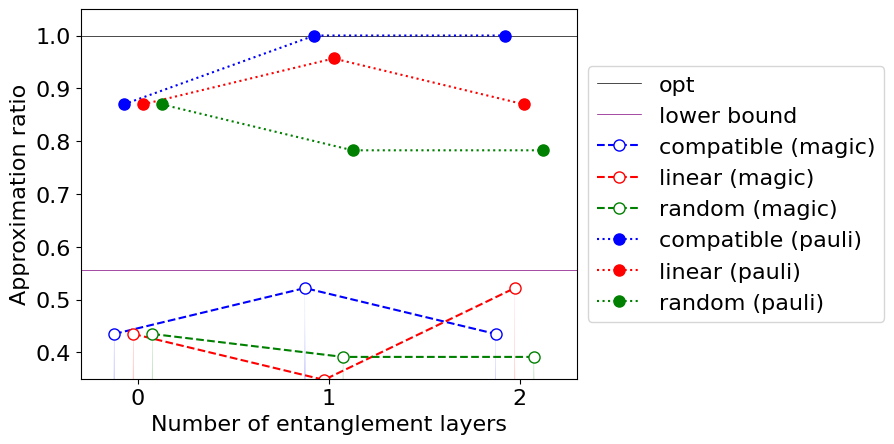 Approximation ratio
1.0
0.9
0.8
0.7
0.6
0.5
0.4
0
1
2
Number of entanglement layers
opt
lower bound
compatible (magic)
linear (magic)
random (magic)
compatible (pauli)
linear (pauli)
random (pauli)